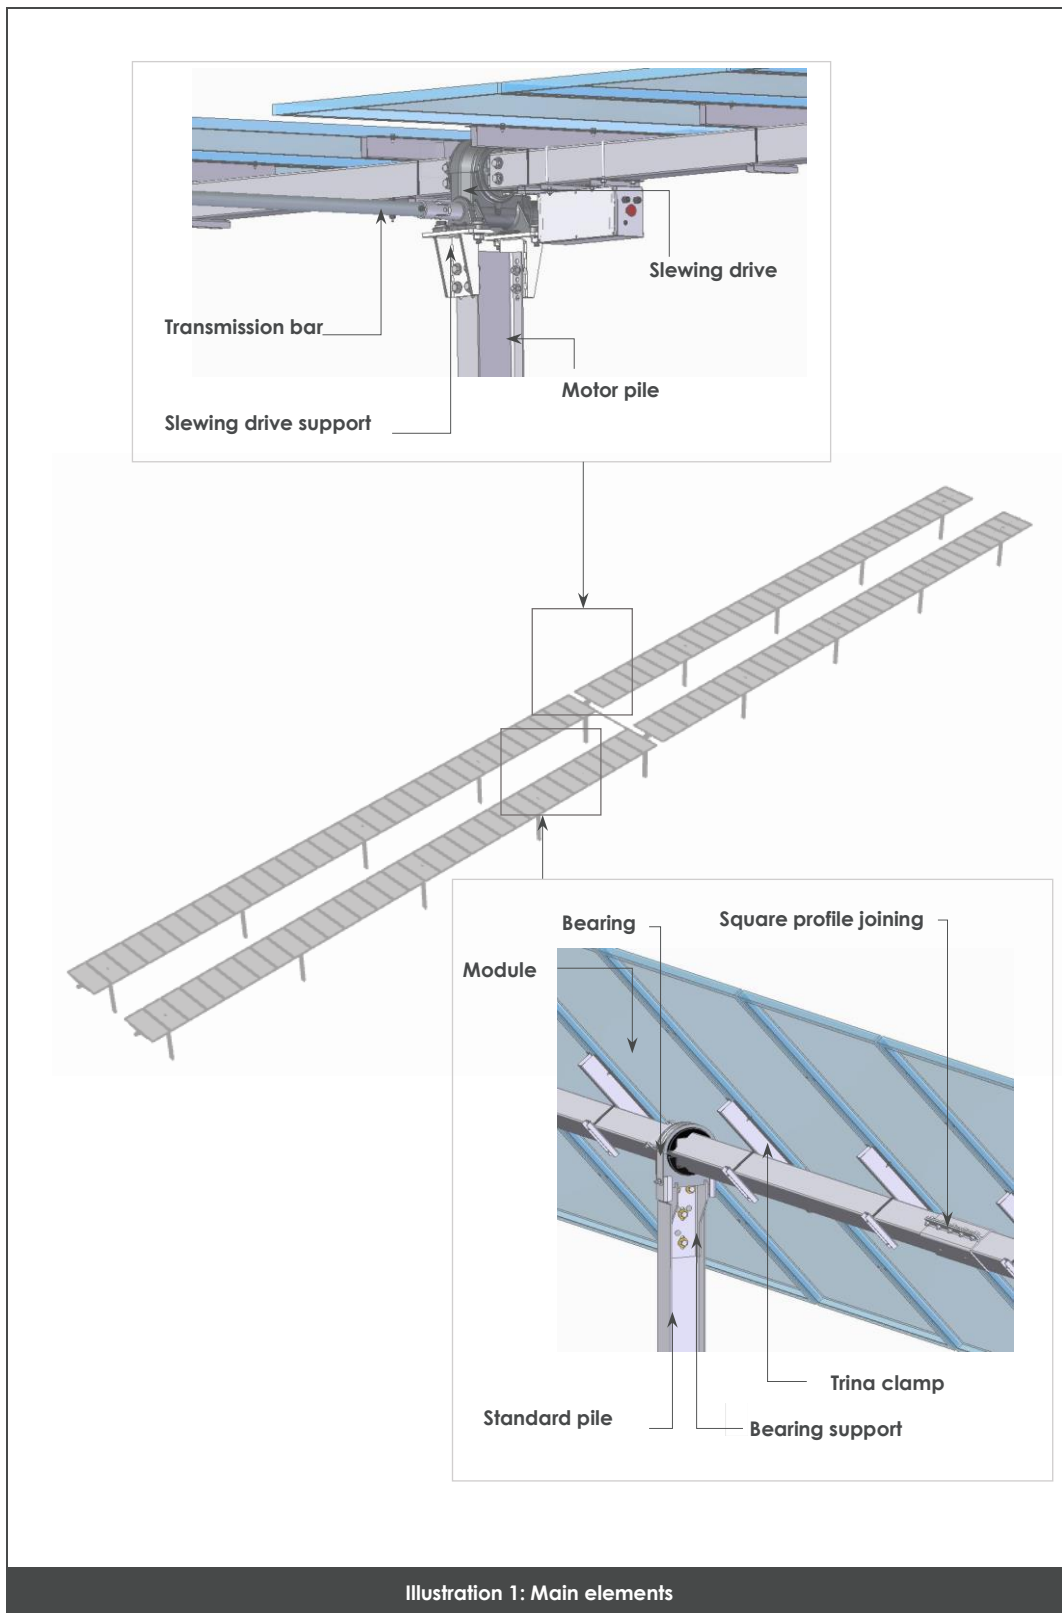 Slewing drive
Transmission bar
Motor pile
Slewing drive support
Bearing
Square profile joining
Module
Trina clamp
Standard pile
Bearing support
Illustration 1: Main elements